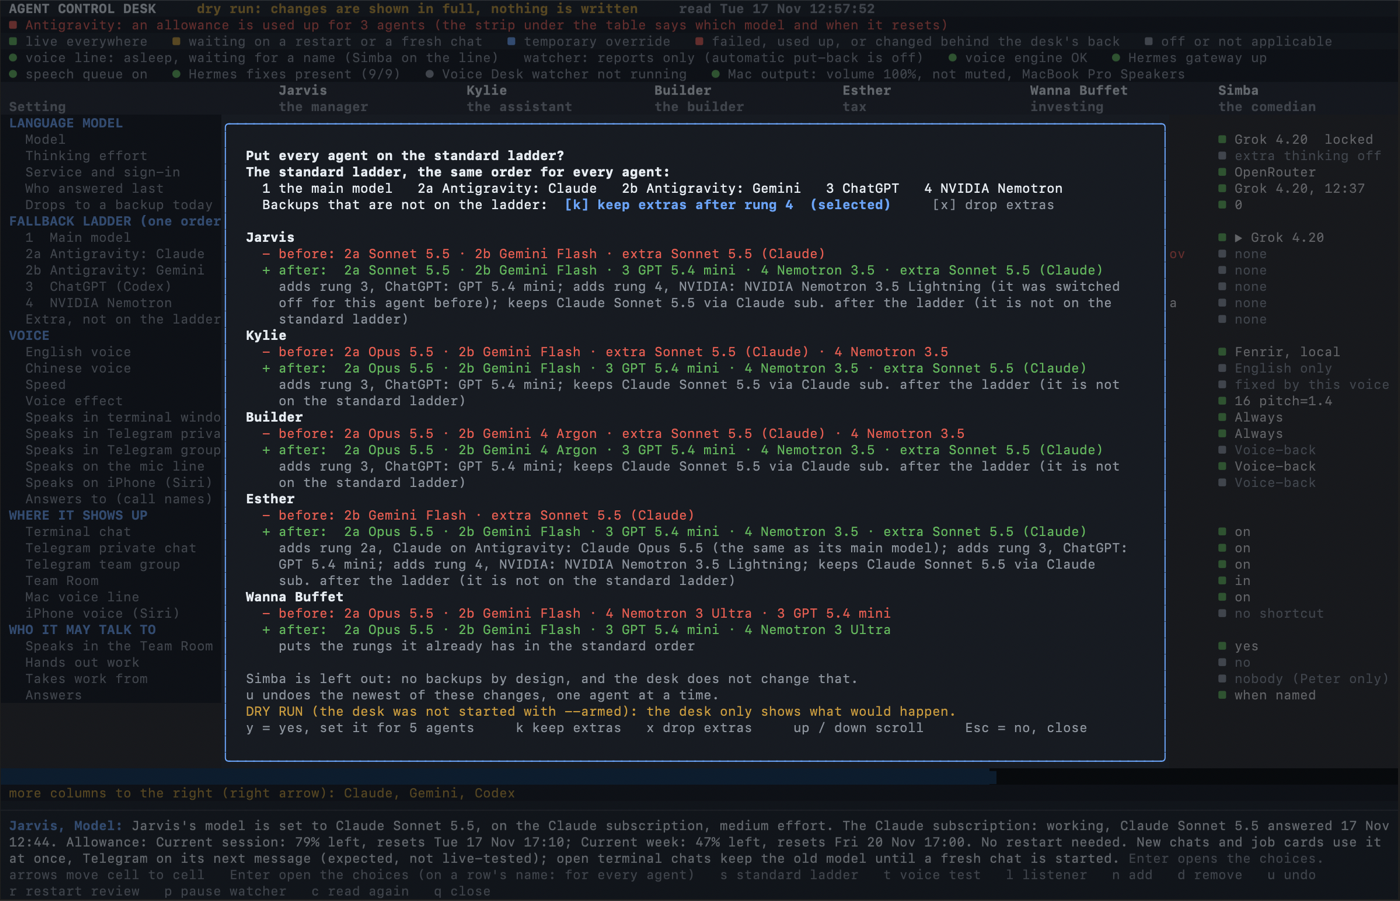 AGENT CONTROL DESK dry run: changes are shown in full, nothing is written read Tue 17 Nov 12:57:52
Antigravity: an allowance is used up for 3 agents (the strip under the table says which model and when it resets)
live everywhere waiting on a restart or a fresh chat temporary override failed, used up, or changed behind the desk's back off or not applicable
voice line: asleep, waiting for a name (Simba on the line) watcher: reports only (automatic put-back is off) voice engine OK Hermes gateway up
speech queue on Hermes fixes present (9/9) Voice Desk watcher not running Mac output: volume 100%, not muted, MacBook Pro Speakers
Jarvis Kylie Builder Esther Wanna Buffet Simba
Setting the manager the assistant the builder tax investing the comedian
LANGUAGE MODEL
Model Grok 4.20 locked
Thinking effort extra thinking off
Service and sign-in OpenRouter
Who answered last Grok 4.20, 12:37
Drops to a backup today 0
FALLBACK LADDER (one order
1 Main model ▶ Grok 4.20
2a Antigravity: Claude ov none
2b Antigravity: Gemini none
3 ChatGPT (Codex) none
4 NVIDIA Nemotron a none
Extra, not on the ladder none
VOICE
English voice Fenrir, local
Chinese voice English only
Speed fixed by this voice
Voice effect 16 pitch=1.4
Speaks in terminal windo Always
Speaks in Telegram priva Always
Speaks in Telegram group Voice-back
Speaks on the mic line Voice-back
Speaks on iPhone (Siri) Voice-back
Answers to (call names)
WHERE IT SHOWS UP
Terminal chat on
Telegram private chat on
Telegram team group on
Team Room in
Mac voice line on
iPhone voice (Siri) no shortcut
WHO IT MAY TALK TO
Speaks in the Team Room yes
Hands out work no
Takes work from nobody (Peter only)
Answers when named
Put every agent on the standard ladder?
The standard ladder, the same order for every agent:
1 the main model 2a Antigravity: Claude 2b Antigravity: Gemini 3 ChatGPT 4 NVIDIA Nemotron
Backups that are not on the ladder: [k] keep extras after rung 4 (selected) [x] drop extras
Jarvis
− before: 2a Sonnet 5.5 · 2b Gemini Flash · extra Sonnet 5.5 (Claude)
+ after: 2a Sonnet 5.5 · 2b Gemini Flash · 3 GPT 5.4 mini · 4 Nemotron 3.5 · extra Sonnet 5.5 (Claude)
adds rung 3, ChatGPT: GPT 5.4 mini; adds rung 4, NVIDIA: NVIDIA Nemotron 3.5 Lightning (it was switched
off for this agent before); keeps Claude Sonnet 5.5 via Claude sub. after the ladder (it is not on the
standard ladder)
Kylie
− before: 2a Opus 5.5 · 2b Gemini Flash · extra Sonnet 5.5 (Claude) · 4 Nemotron 3.5
+ after: 2a Opus 5.5 · 2b Gemini Flash · 3 GPT 5.4 mini · 4 Nemotron 3.5 · extra Sonnet 5.5 (Claude)
adds rung 3, ChatGPT: GPT 5.4 mini; keeps Claude Sonnet 5.5 via Claude sub. after the ladder (it is not
on the standard ladder)
Builder
− before: 2a Opus 5.5 · 2b Gemini 4 Argon · extra Sonnet 5.5 (Claude) · 4 Nemotron 3.5
+ after: 2a Opus 5.5 · 2b Gemini 4 Argon · 3 GPT 5.4 mini · 4 Nemotron 3.5 · extra Sonnet 5.5 (Claude)
adds rung 3, ChatGPT: GPT 5.4 mini; keeps Claude Sonnet 5.5 via Claude sub. after the ladder (it is not
on the standard ladder)
Esther
− before: 2b Gemini Flash · extra Sonnet 5.5 (Claude)
+ after: 2a Opus 5.5 · 2b Gemini Flash · 3 GPT 5.4 mini · 4 Nemotron 3.5 · extra Sonnet 5.5 (Claude)
adds rung 2a, Claude on Antigravity: Claude Opus 5.5 (the same as its main model); adds rung 3, ChatGPT:
GPT 5.4 mini; adds rung 4, NVIDIA: NVIDIA Nemotron 3.5 Lightning; keeps Claude Sonnet 5.5 via Claude
sub. after the ladder (it is not on the standard ladder)
Wanna Buffet
− before: 2a Opus 5.5 · 2b Gemini Flash · 4 Nemotron 3 Ultra · 3 GPT 5.4 mini
+ after: 2a Opus 5.5 · 2b Gemini Flash · 3 GPT 5.4 mini · 4 Nemotron 3 Ultra
puts the rungs it already has in the standard order
Simba is left out: no backups by design, and the desk does not change that.
u undoes the newest of these changes, one agent at a time.
DRY RUN (the desk was not started with --armed): the desk only shows what would happen.
y = yes, set it for 5 agents k keep extras x drop extras up / down scroll Esc = no, close
more columns to the right (right arrow): Claude, Gemini, Codex
Jarvis, Model: Jarvis's model is set to Claude Sonnet 5.5, on the Claude subscription, medium effort. The Claude subscription: working, Claude Sonnet 5.5 answered 17 Nov
12:44. Allowance: Current session: 79% left, resets Tue 17 Nov 17:10; Current week: 47% left, resets Fri 20 Nov 17:00. No restart needed. New chats and job cards use it
at once, Telegram on its next message (expected, not live-tested); open terminal chats keep the old model until a fresh chat is started. Enter opens the choices.
arrows move cell to cell Enter open the choices (on a row's name: for every agent) s standard ladder t voice test l listener n add d remove u undo
r restart review p pause watcher c read again q close